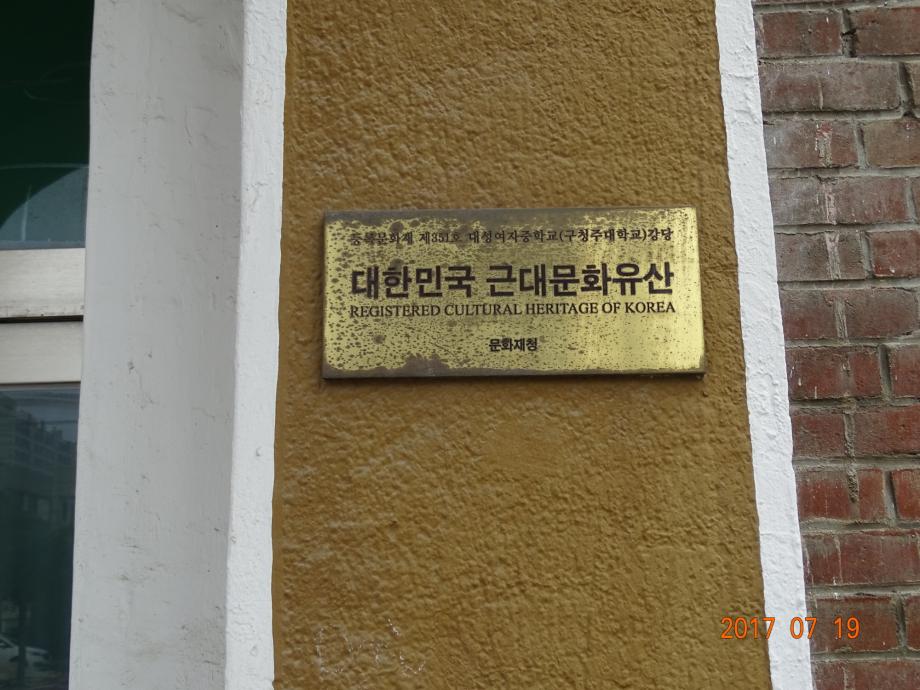 등록문화재 제351호 대성여자중학교(구청주대학교)강당
대한민국 근대문화유산
REGISTERED CULTURAL HERITAGE OF KOREA
문화재청
2017 07 19